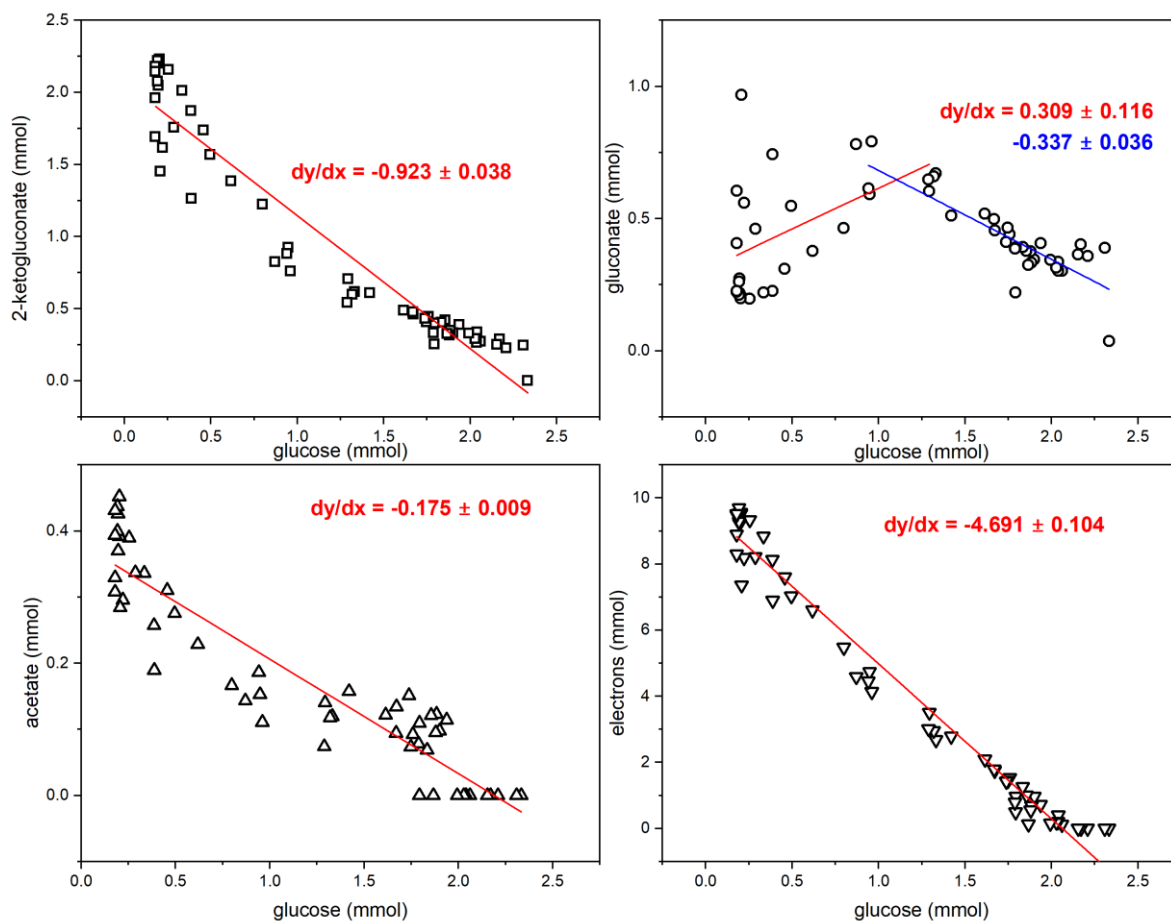 2.5
2.0
1.5
1.0
0.5
0.0
2-ketogluconate (mmol)
dy/dx = -0.923 ± 0.038
0.0 0.5 1.0 1.5 2.0 2.5
glucose (mmol)
1.0
0.5
0.0
gluconate (mmol)
dy/dx = 0.309 ± 0.116
-0.337 ± 0.036
0.0 0.5 1.0 1.5 2.0 2.5
glucose (mmol)
0.4
0.2
0.0
acetate (mmol)
dy/dx = -0.175 ± 0.009
0.0 0.5 1.0 1.5 2.0 2.5
glucose (mmol)
10
8
6
4
2
0
electrons (mmol)
dy/dx = -4.691 ± 0.104
0.0 0.5 1.0 1.5 2.0 2.5
glucose (mmol)